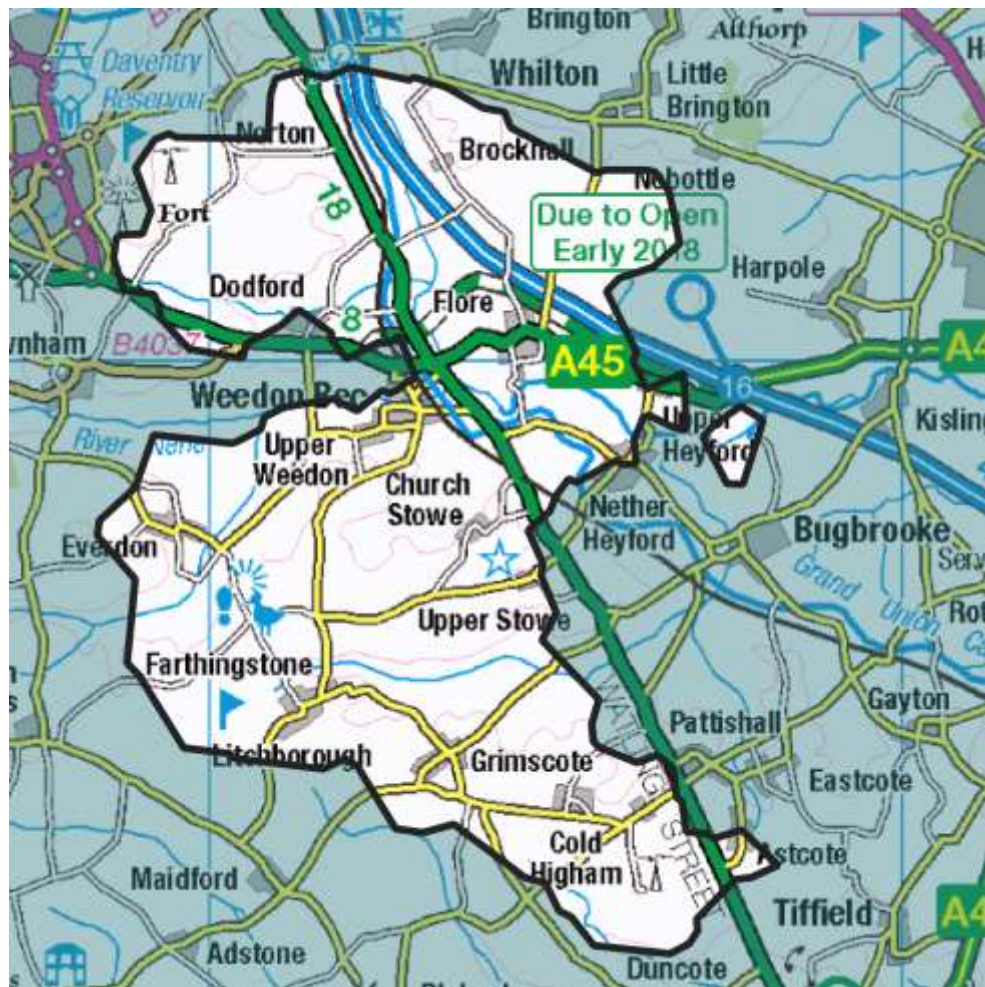 Brington
Althorp
Daventry
Reservoir
Whilton
Little
Brington
Norton
Brockhall
Nobottle
18
Fort
Due to Open
Early 2018
Harpole
Dodford
8
Flore
B4037
A45
16
Weedon Bec
Upper
Heyford
River Nene
Upper
Weedon
Church
Stowe
Nether
Heyford
Bugbrooke
Everdon
Grand Union
Upper Stowe
Farthingstone
Gayton
Pattishall
WATLING STREET
Litchborough
Grimscote
Eastcote
Cold
Higham
Astcote
Maidford
Tiffield
Adstone
Duncote